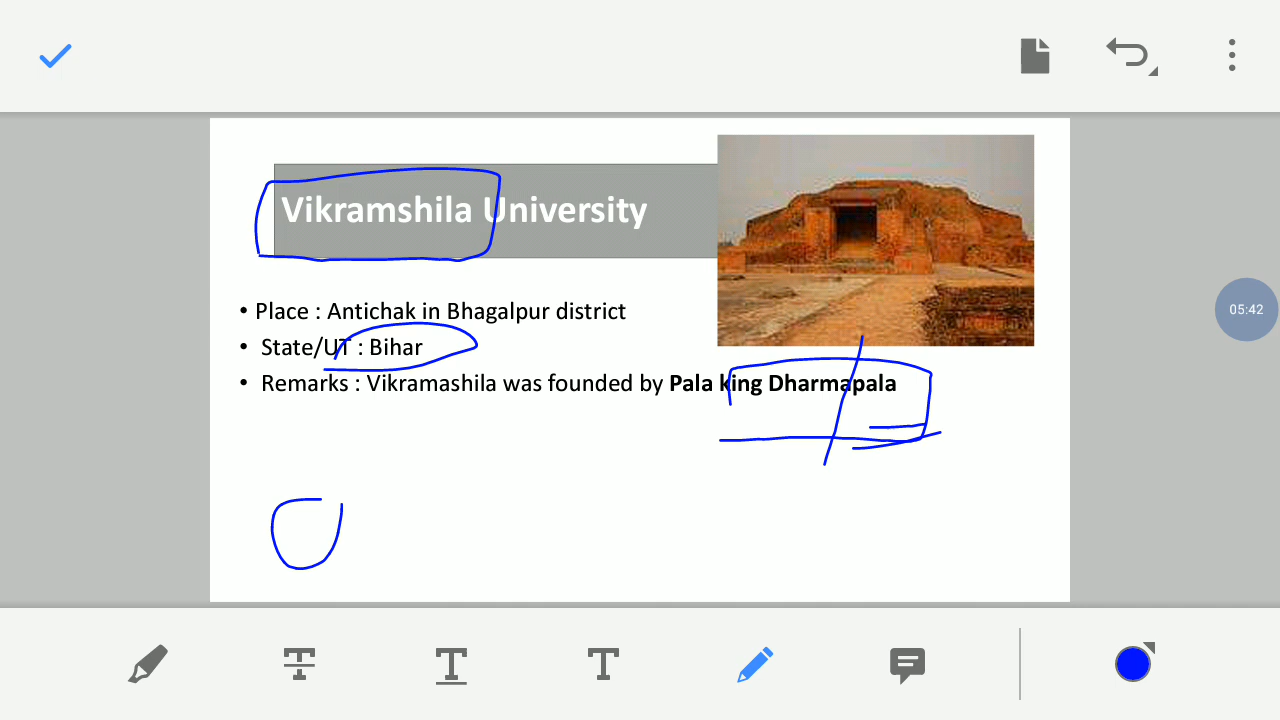 Vikramshila University
• Place : Antichak in Bhagalpur district
• State/UT : Bihar
• Remarks : Vikramashila was founded by Pala king Dharmapala
05:42
T
T
T